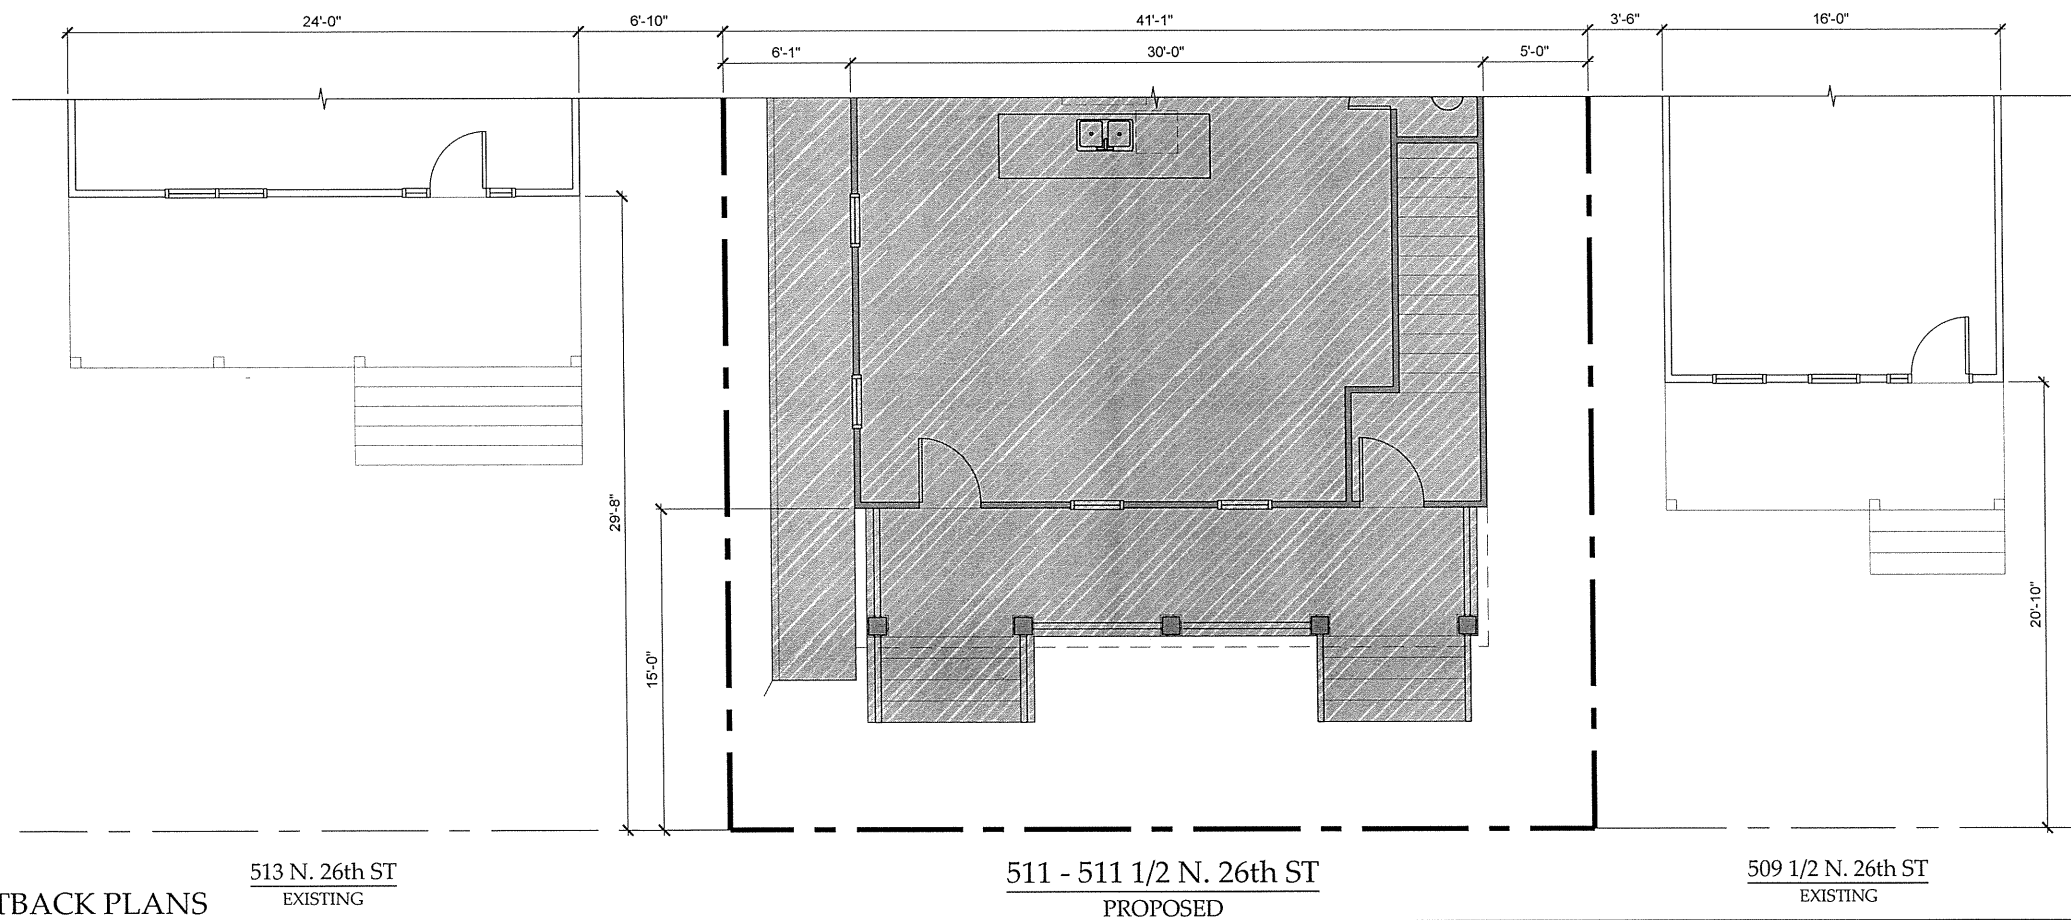 24'-0" 6'-10" 41'-1" 3'-6" 16'-0"
6'-1" 30'-0" 5'-0"
29'-8"
15'-0"
20'-10"
513 N. 26th ST
EXISTING
511 - 511 1/2 N. 26th ST
PROPOSED
509 1/2 N. 26th ST
EXISTING
TBACK PLANS